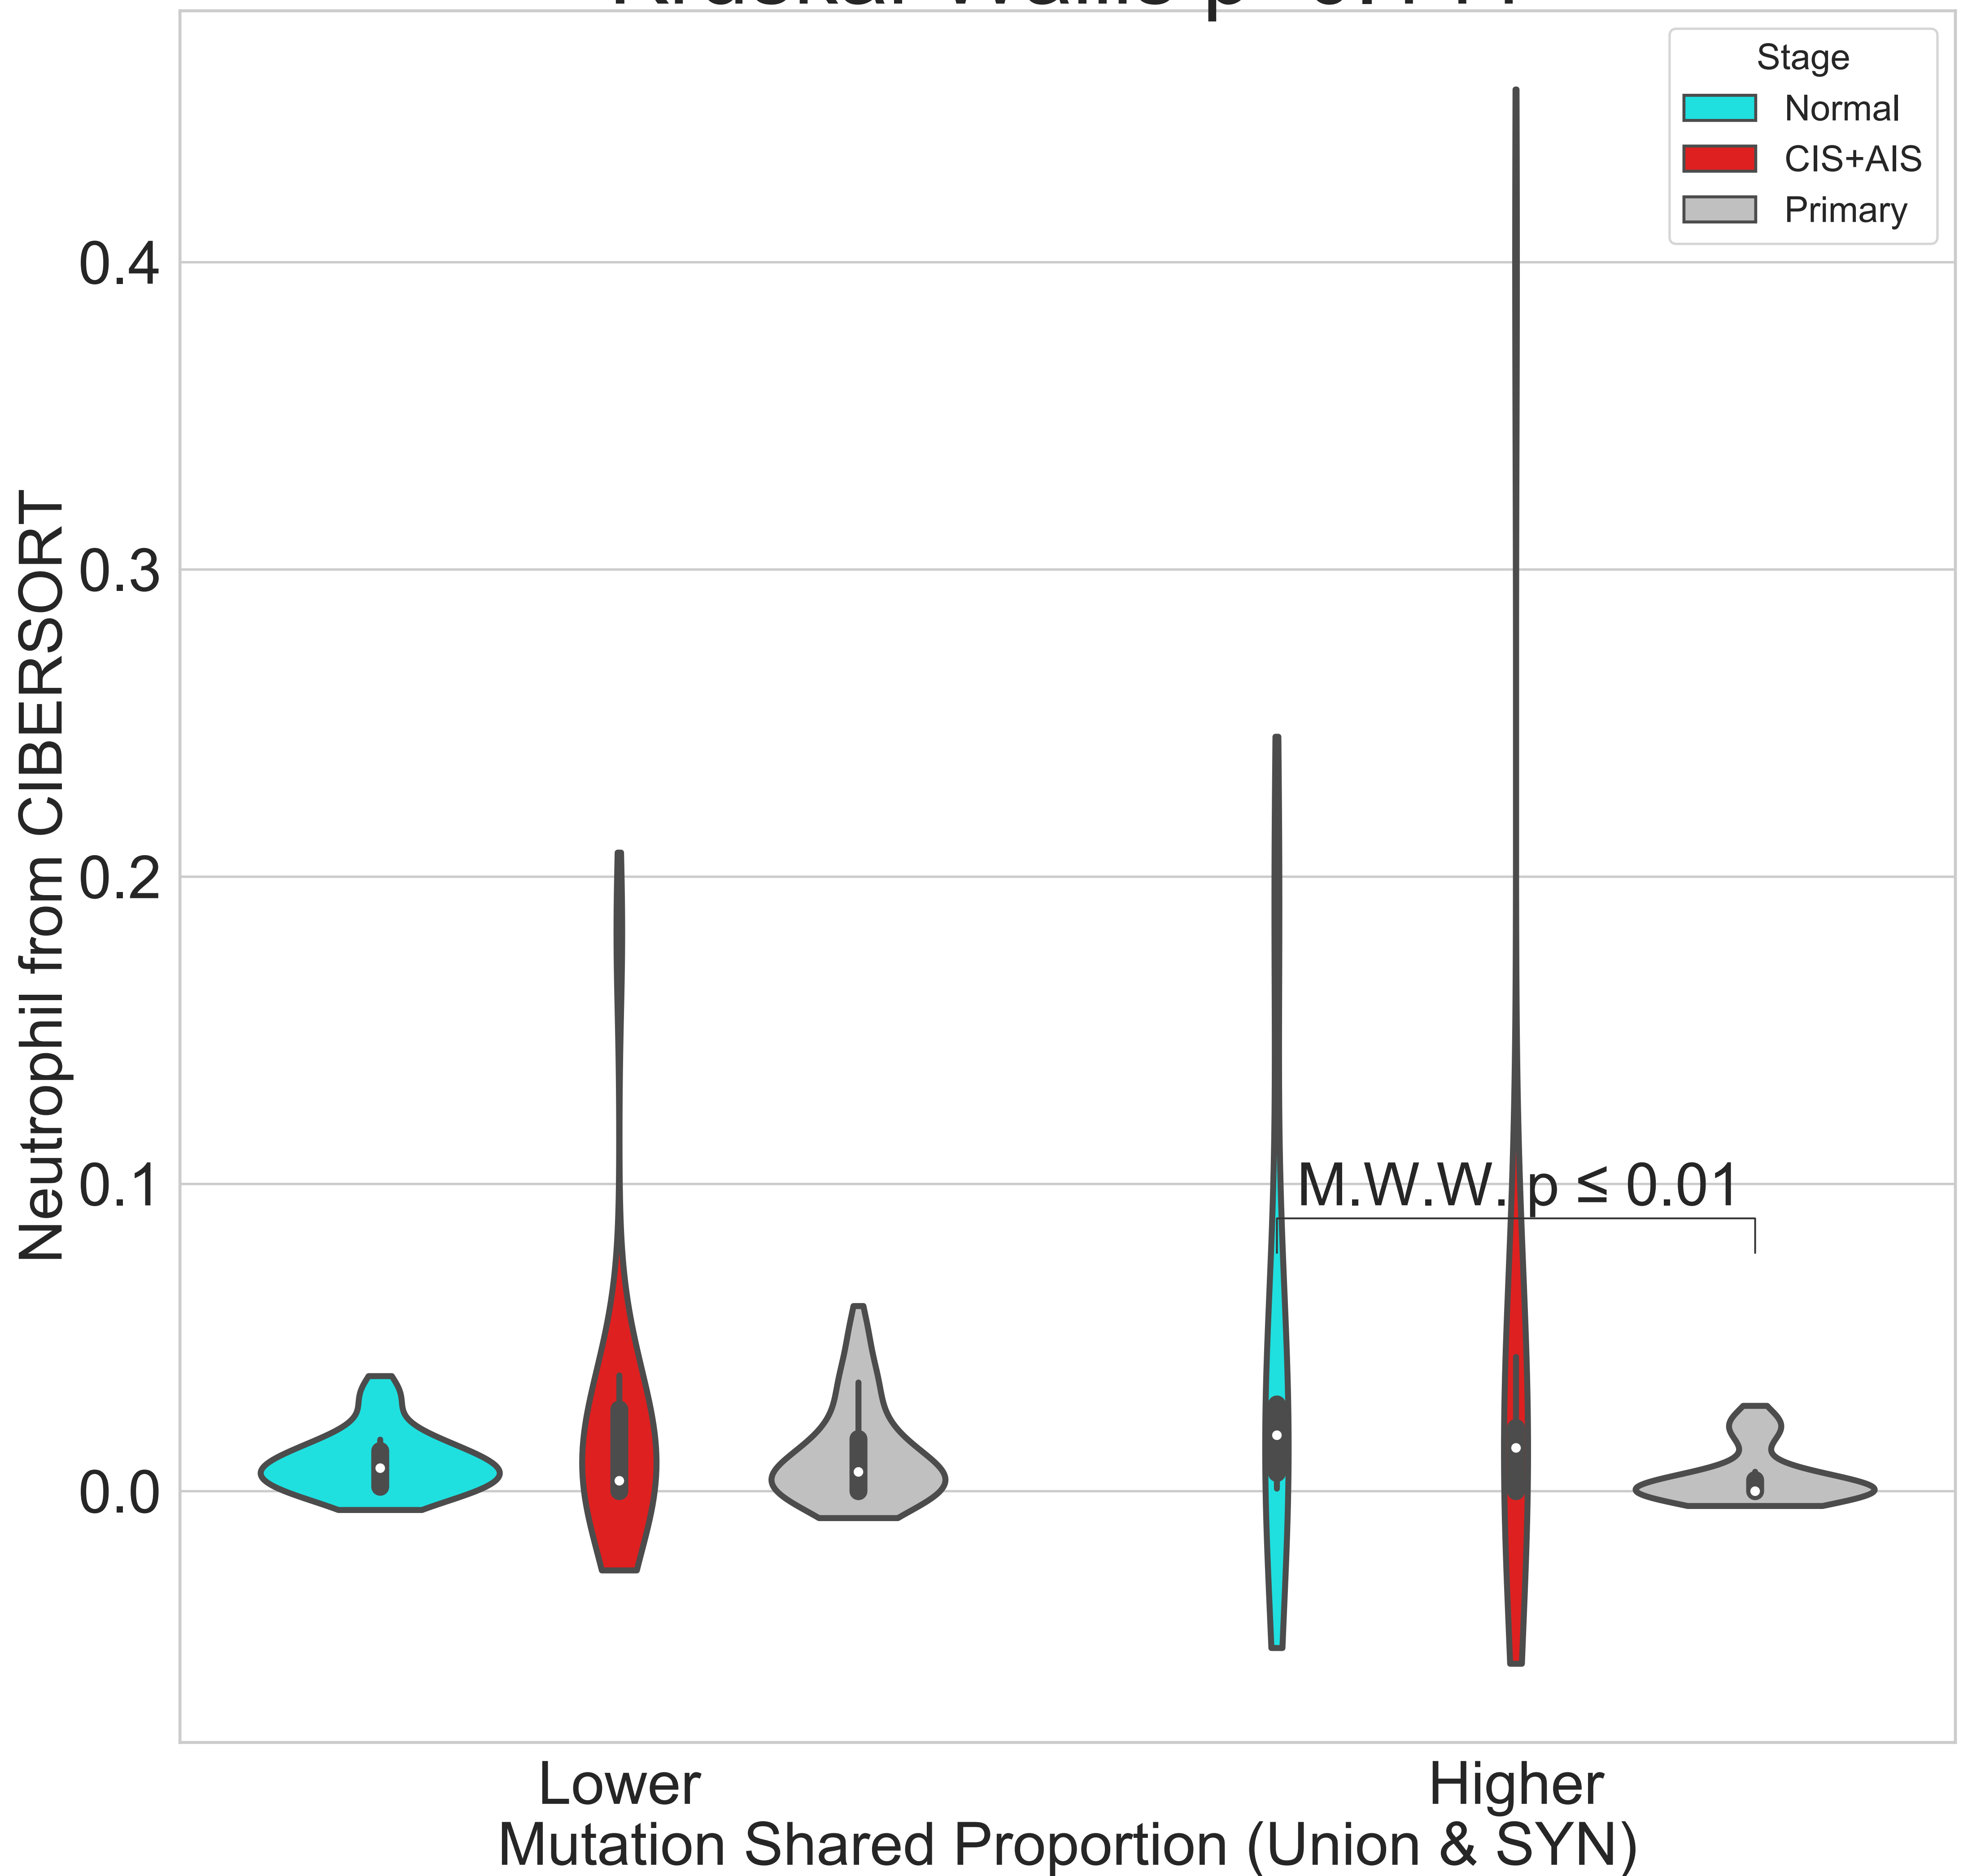 Stage
Normal
CIS+AIS
Primary
0.4
0.3
0.2
0.1
0.0
Neutrophil from CIBERSORT
M.W.W. p ≤ 0.01
Lower
Higher
Mutation Shared Proportion (Union & SYN)